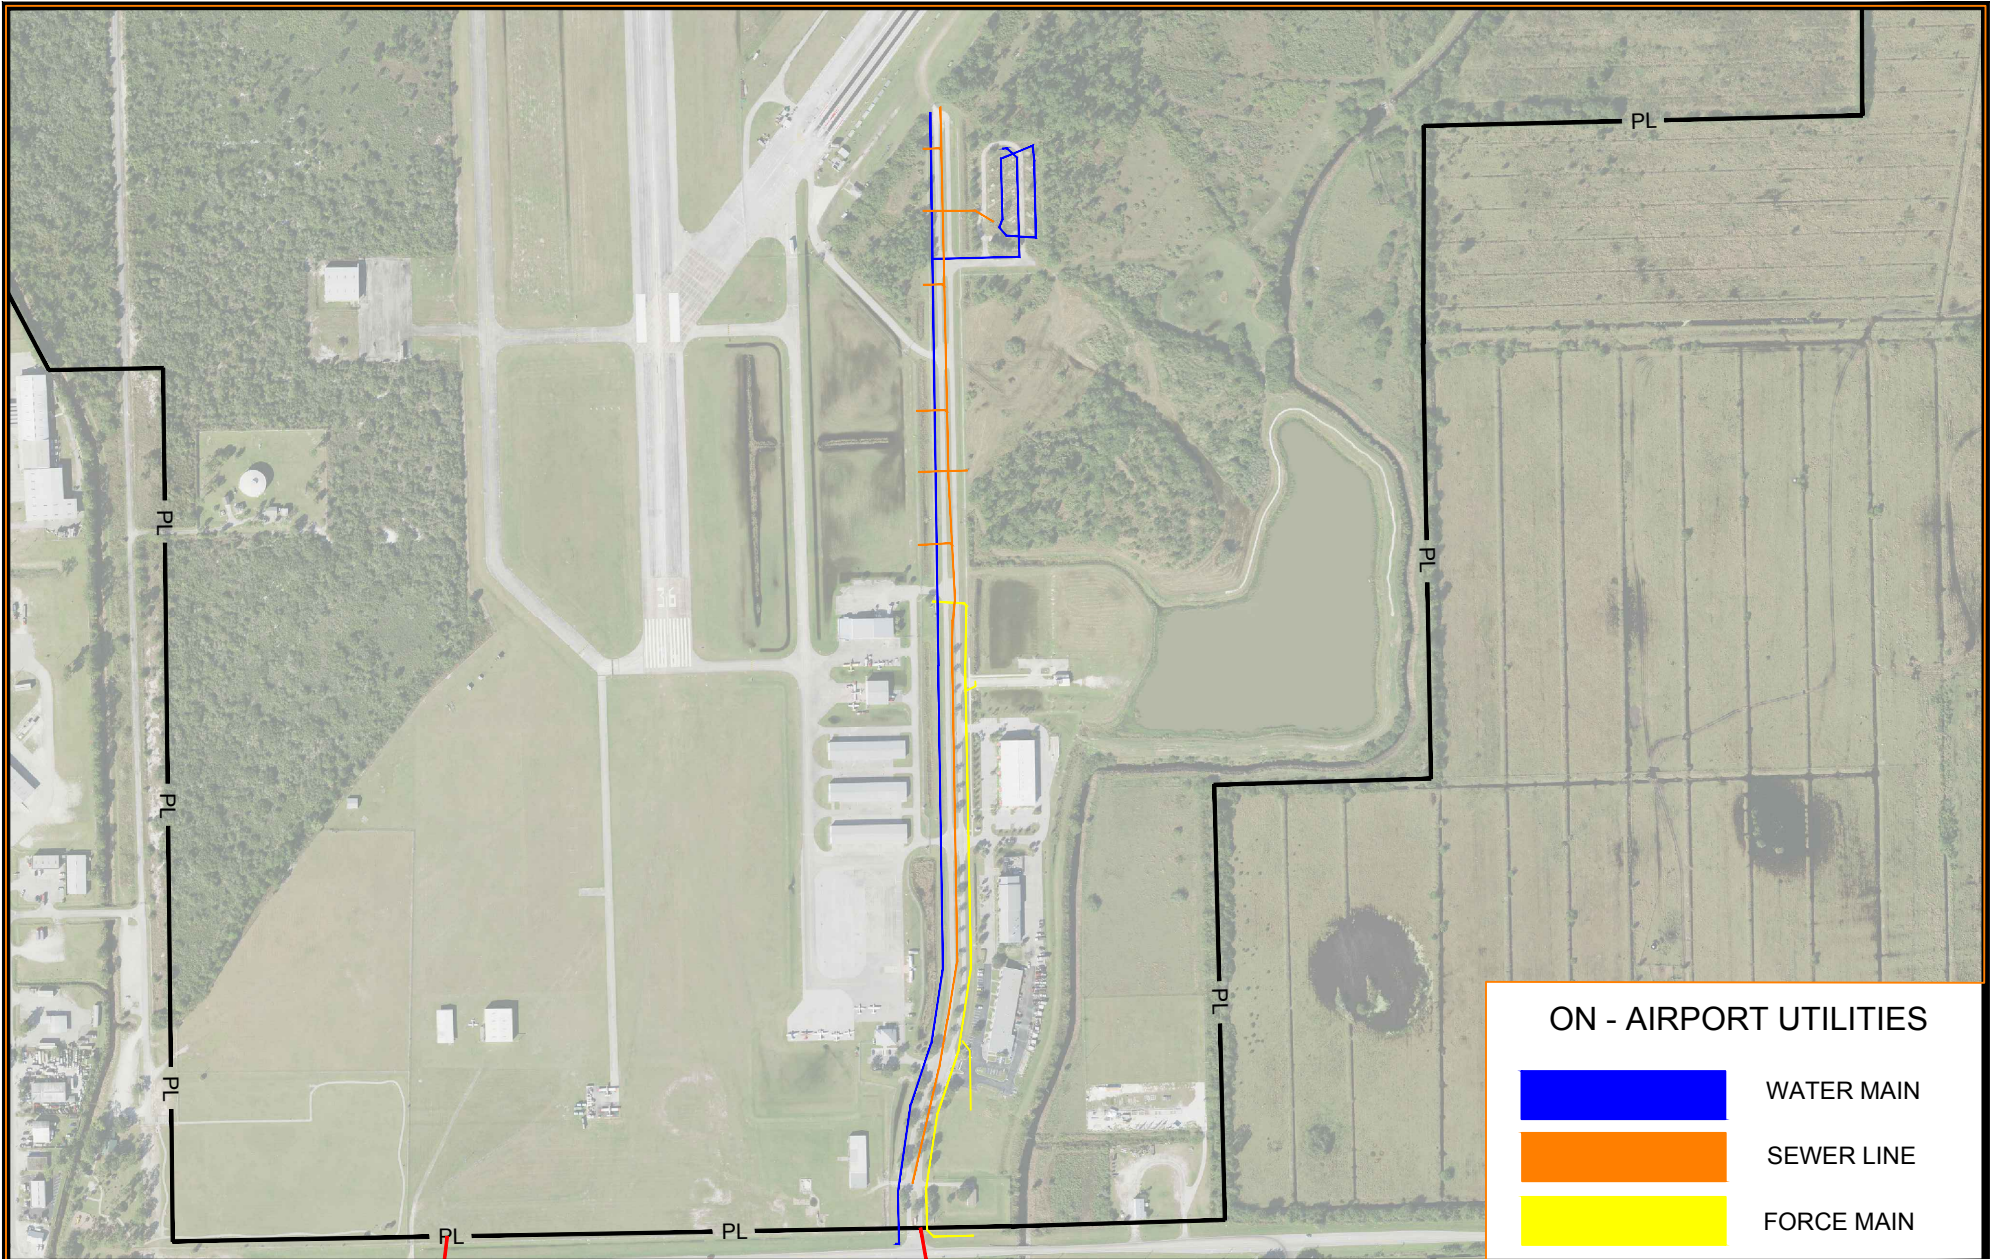 PL
PL
PL
36
PL
PL
PL
PL
PL
ON - AIRPORT UTILITIES
WATER MAIN
SEWER LINE
FORCE MAIN